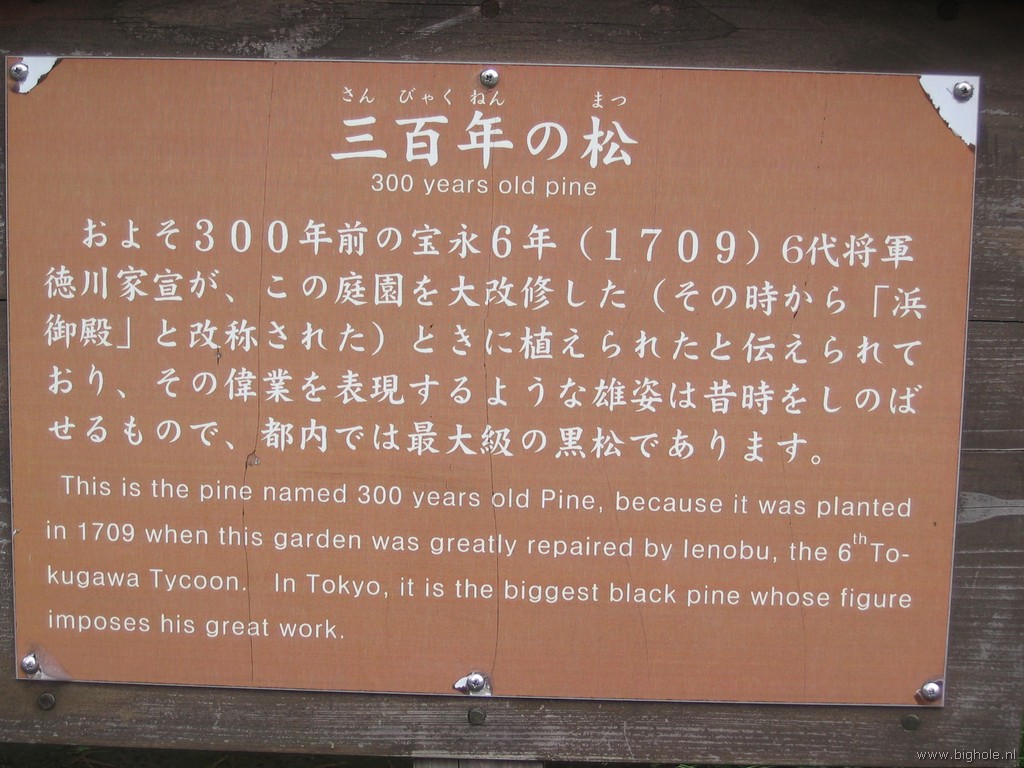 さん びゃく ねん まつ
三百年の松
300 years old pine
およそ３００年前の宝永６年（１７０９）６代将軍
徳川家宣が、この庭園を大改修した（その時から「浜
御殿」と改称された）ときに植えられたと伝えられて
おり、その偉業を表現するような雄姿は昔時をしのば
せるもので、都内では最大級の黒松であります。
This is the pine named 300 years old Pine, because it was planted
in 1709 when this garden was greatly repaired by Ienobu, the 6th To-
kugawa Tycoon. In Tokyo, it is the biggest black pine whose figure
imposes his great work.
www.bighole.nl